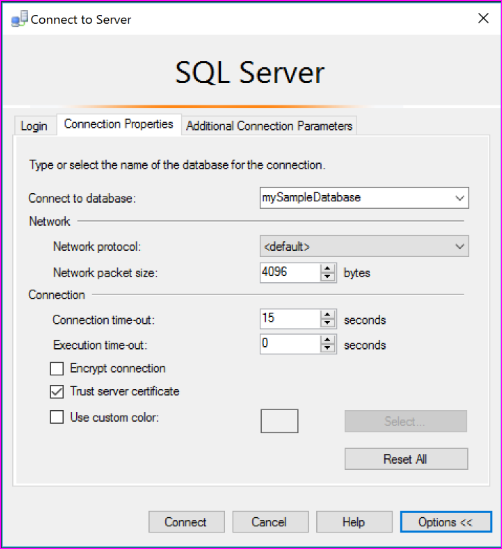 Connect to Server
SQL Server
Login Connection Properties Additional Connection Parameters
Type or select the name of the database for the connection.
Connect to database: mySampleDatabase
Network
Network protocol: <default>
Network packet size: 4096 bytes
Connection
Connection time-out: 15 seconds
Execution time-out: 0 seconds
Encrypt connection
Trust server certificate
Use custom color: Select...
Reset All
Connect Cancel Help Options <<